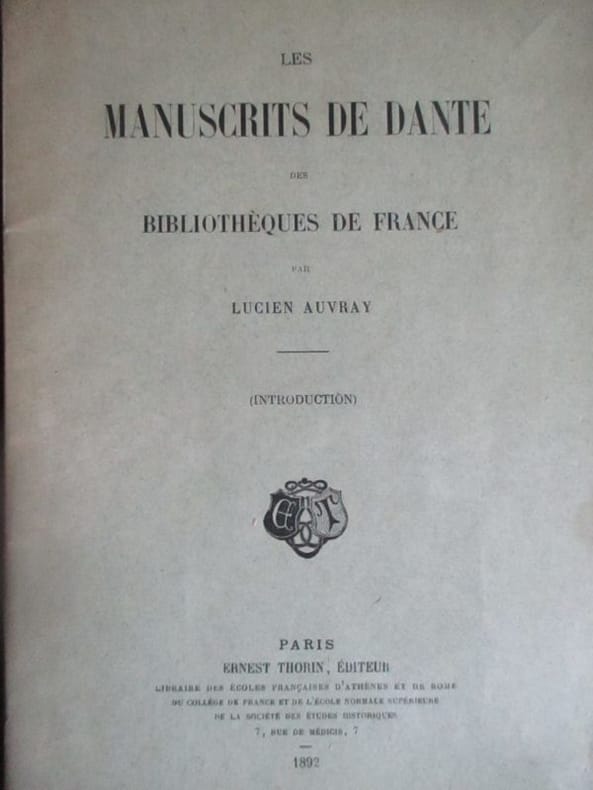 LES
MANUSCRITS DE DANTE
DES
BIBLIOTHÈQUES DE FRANCE
PAR
LUCIEN AUVRAY
(INTRODUCTION)
E T
PARIS
ERNEST THORIN, ÉDITEUR
LIBRAIRE DES ÉCOLES FRANÇAISES D'ATHÈNES ET DE ROME
DU COLLÈGE DE FRANCE ET DE L'ÉCOLE NORMALE SUPÉRIEURE
DE LA SOCIÉTÉ DES ÉTUDES HISTORIQUES
7, RUE DE MÉDICIS, 7
1892